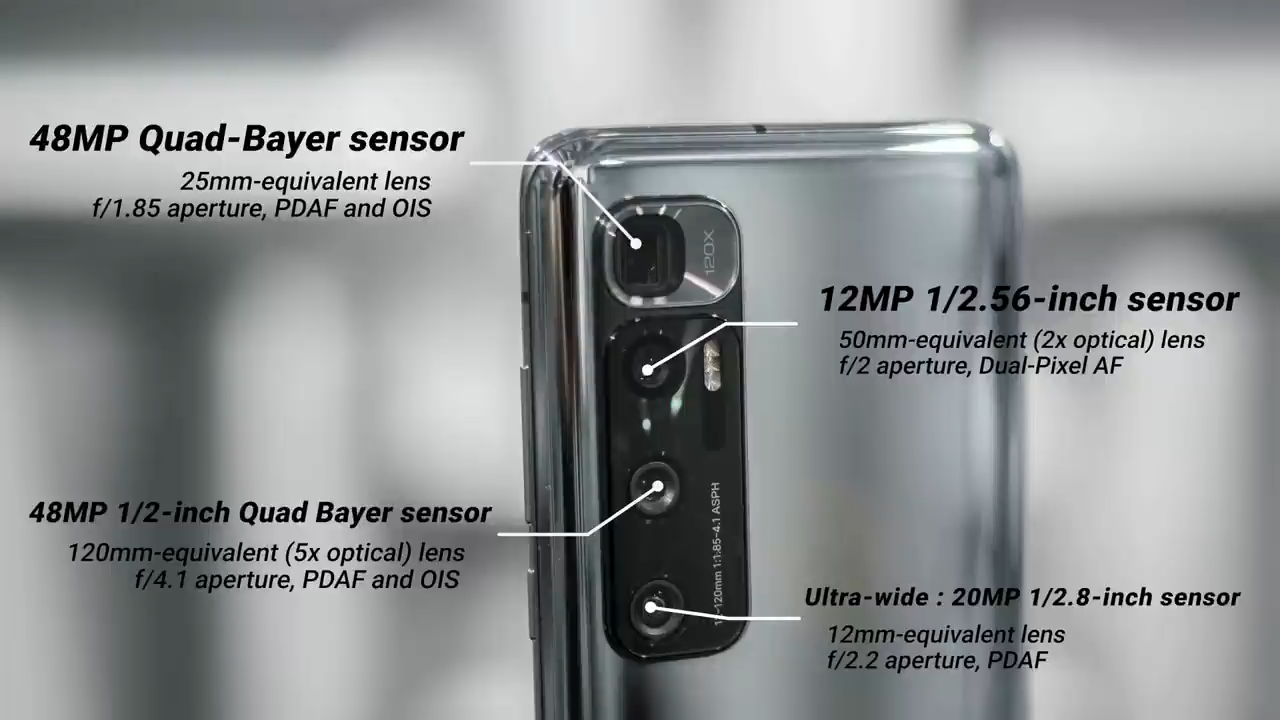 48MP Quad-Bayer sensor
25mm-equivalent lens
f/1.85 aperture, PDAF and OIS
120X
12MP 1/2.56-inch sensor
50mm-equivalent (2x optical) lens
f/2 aperture, Dual-Pixel AF
48MP 1/2-inch Quad Bayer sensor
120mm-equivalent (5x optical) lens
f/4.1 aperture, PDAF and OIS
-120mm 1:1.85-4.1 ASPH
Ultra-wide : 20MP 1/2.8-inch sensor
12mm-equivalent lens
f/2.2 aperture, PDAF